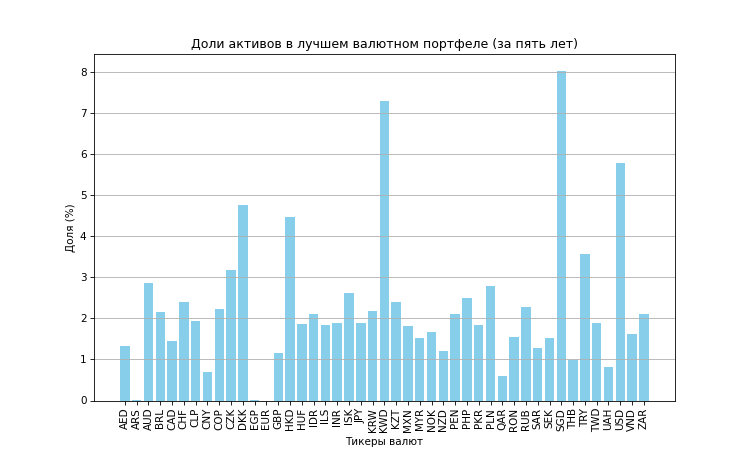 Доли активов в лучшем валютном портфеле (за пять лет)
8
7
6
5
4
3
2
1
0
Доля (%)
AED ARS AUD BRL CAD CHF CLP CNY COP CZK DKK EGP EUR GBP HKD HUF IDR ILS INR ISK JPY KRW KWD KZT MXN MYR NOK NZD PEN PHP PKR PLN QAR RON RUB SAR SEK SGD THB TRY TWD UAH USD VND ZAR
Тикеры валют